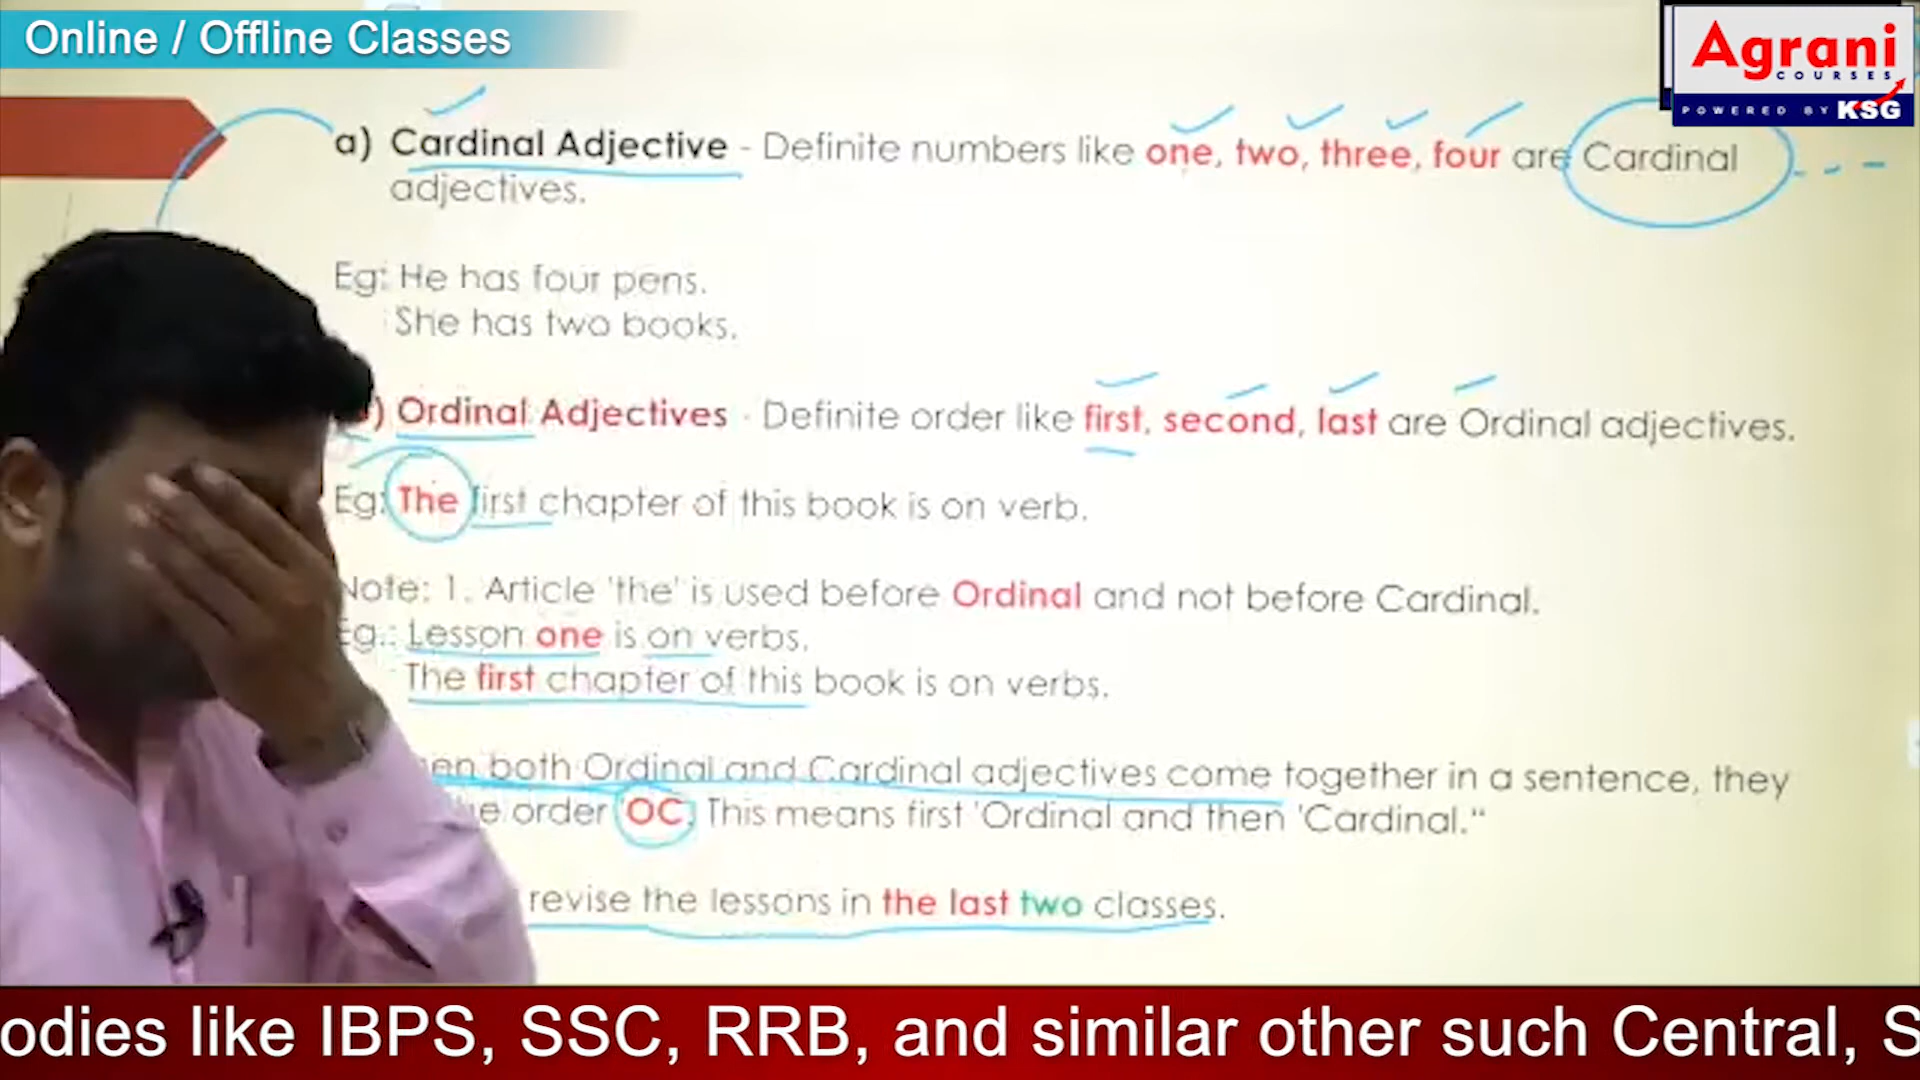 Online / Offline Classes
Agrani
COURSES
POWERED BY KSG
a) Cardinal Adjective - Definite numbers like one, two, three, four are Cardinal
adjectives.
Eg: He has four pens.
She has two books.
) Ordinal Adjectives - Definite order like first, second, last are Ordinal adjectives.
Eg: The first chapter of this book is on verb.
Note: 1. Article 'the' is used before Ordinal and not before Cardinal.
Eg.: Lesson one is on verbs.
The first chapter of this book is on verbs.
en both Ordinal and Cardinal adjectives come together in a sentence, they
e order 'OC. This means first 'Ordinal and then 'Cardinal."
revise the lessons in the last two classes.
odies like IBPS, SSC, RRB, and similar other such Central, S